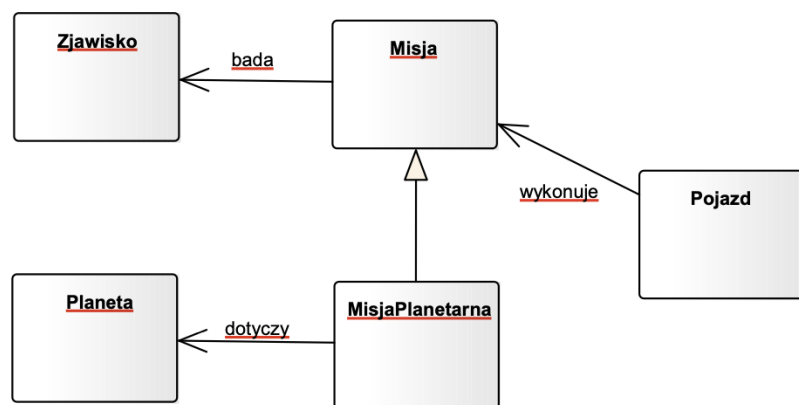 Zjawisko
bada
Misja
wykonuje
Pojazd
Planeta
dotyczy
MisjaPlanetarna